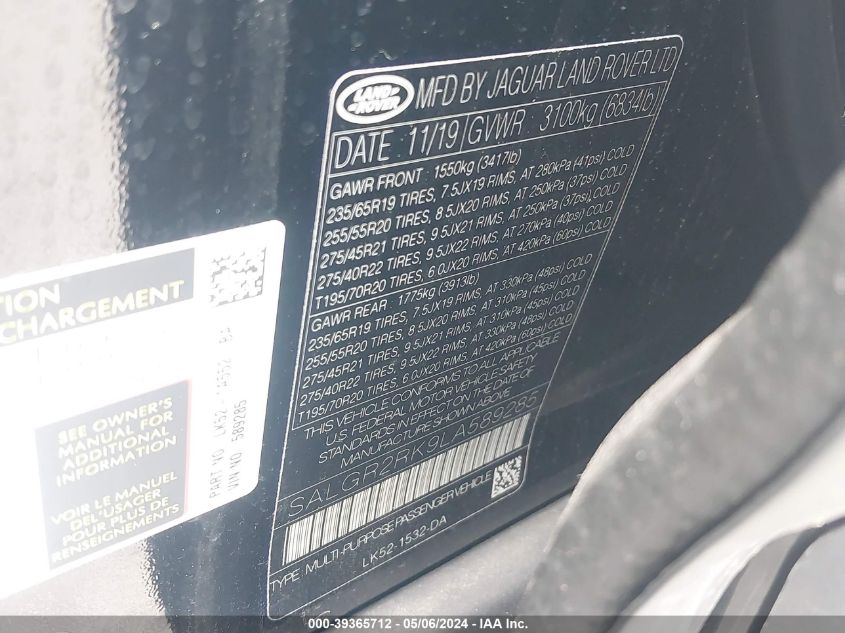 LAND
ROVER
MFD BY JAGUAR LAND ROVER LTD
DATE : 11/19 GVWR : 3100kg (6834lb)
GAWR FRONT : 1550kg (3417lb)
235/65R19 TIRES, 7.5JX19 RIMS, AT 280kPa (41psi) COLD
255/55R20 TIRES, 8.5JX20 RIMS, AT 250kPa (37psi) COLD
275/45R21 TIRES, 9.5JX21 RIMS, AT 250kPa (37psi) COLD
275/40R22 TIRES, 9.5JX22 RIMS, AT 270kPa (40psi) COLD
T195/70R20 TIRES, 6.0JX20 RIMS, AT 420kPa (60psi) COLD
GAWR REAR : 1775kg (3913lb)
235/65R19 TIRES, 7.5JX19 RIMS, AT 330kPa (48psi) COLD
255/55R20 TIRES, 8.5JX20 RIMS, AT 310kPa (45psi) COLD
275/45R21 TIRES, 9.5JX21 RIMS, AT 310kPa (45psi) COLD
275/40R22 TIRES, 9.5JX22 RIMS, AT 330kPa (48psi) COLD
T195/70R20 TIRES, 6.0JX20 RIMS, AT 420kPa (60psi) COLD
THIS VEHICLE CONFORMS TO ALL APPLICABLE
U.S. FEDERAL MOTOR VEHICLE SAFETY
STANDARDS IN EFFECT ON THE DATE OF
MANUFACTURE SHOWN ABOVE
SALGR2RK9LA589285
TYPE: MULTI-PURPOSE PASSENGER VEHICLE
LK52-1532-DA
TION
CHARGEMENT
SEE OWNER'S
MANUAL FOR
ADDITIONAL
INFORMATION
VOIR LE MANUEL
DE L'USAGER
POUR PLUS DE
RENSEIGNEMENTS
PART NO. LK52 - 1A552 - BA
VIN NO. 589285
000-39365712 - 05/06/2024 - IAAI.com